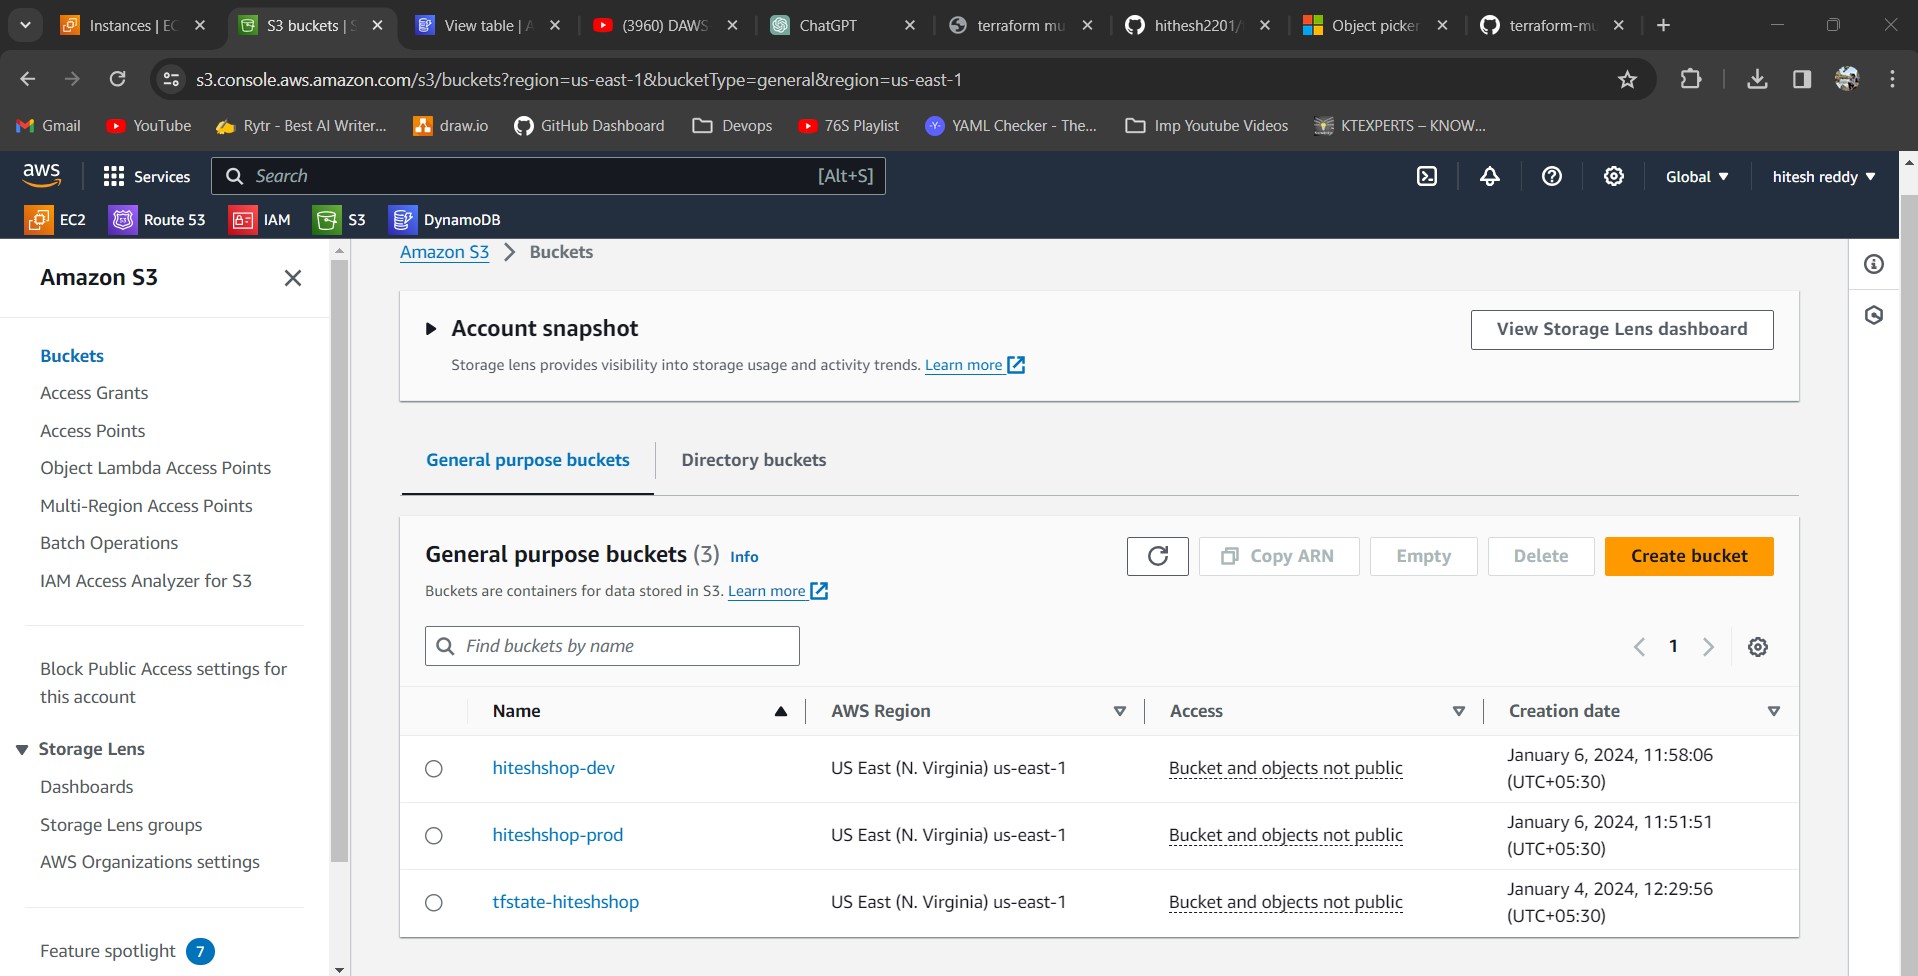 Instances | EC
S3 buckets | S
View table | A
(3960) DAWS
ChatGPT
terraform mu
hithesh2201/
Object picker
terraform-mu
s3.console.aws.amazon.com/s3/buckets?region=us-east-1&bucketType=general&region=us-east-1
Gmail
YouTube
Rytr - Best AI Writer...
draw.io
GitHub Dashboard
Devops
76S Playlist
YAML Checker - The...
Imp Youtube Videos
KTEXPERTS – KNOW...
aws
Services
Search
[Alt+S]
Global
hitesh reddy
EC2
Route 53
IAM
S3
DynamoDB
Amazon S3
Buckets
Access Grants
Access Points
Object Lambda Access Points
Multi-Region Access Points
Batch Operations
IAM Access Analyzer for S3
Block Public Access settings for
this account
Storage Lens
Dashboards
Storage Lens groups
AWS Organizations settings
Feature spotlight 7
Amazon S3 > Buckets
Account snapshot
View Storage Lens dashboard
Storage lens provides visibility into storage usage and activity trends. Learn more
General purpose buckets
Directory buckets
General purpose buckets (3) Info
Copy ARN
Empty
Delete
Create bucket
Buckets are containers for data stored in S3. Learn more
Find buckets by name
1
Name
AWS Region
Access
Creation date
hiteshshop-dev
US East (N. Virginia) us-east-1
Bucket and objects not public
January 6, 2024, 11:58:06
(UTC+05:30)
hiteshshop-prod
US East (N. Virginia) us-east-1
Bucket and objects not public
January 6, 2024, 11:51:51
(UTC+05:30)
tfstate-hiteshshop
US East (N. Virginia) us-east-1
Bucket and objects not public
January 4, 2024, 12:29:56
(UTC+05:30)